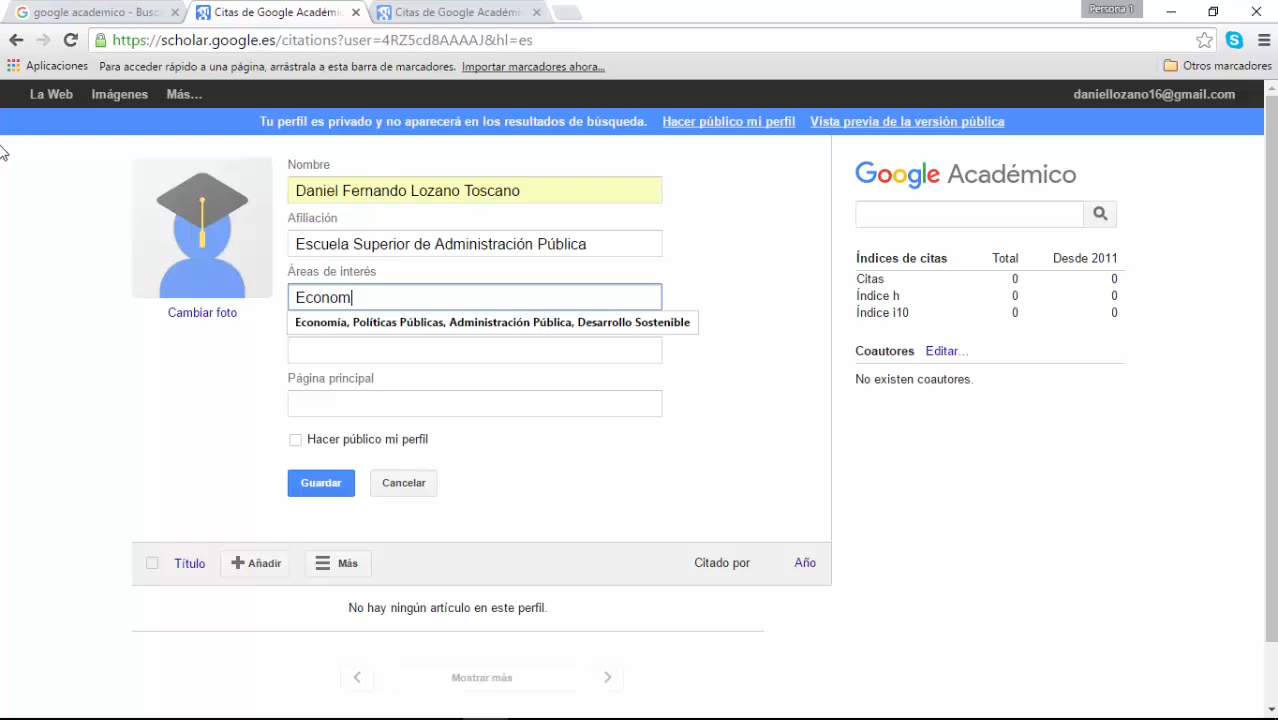 google academico - Busc
Citas de Google Académic
Citas de Google Académic
Persona 1
https://scholar.google.es/citations?user=4RZ5cd8AAAAJ&hl=es
Aplicaciones
Para acceder rápido a una página, arrástrala a esta barra de marcadores.
Importar marcadores ahora...
Otros marcadores
La Web
Imágenes
Más...
daniellozano16@gmail.com
Tu perfil es privado y no aparecerá en los resultados de búsqueda.
Hacer público mi perfil
Vista previa de la versión pública
Cambiar foto
Nombre
Daniel Fernando Lozano Toscano
Afiliación
Escuela Superior de Administración Pública
Áreas de interés
Econom
Economía, Políticas Públicas, Administración Pública, Desarrollo Sostenible
Página principal
Hacer público mi perfil
Guardar
Cancelar
Google Académico
Índices de citas Total Desde 2011
Citas 0 0
Índice h 0 0
Índice i10 0 0
Coautores Editar...
No existen coautores.
Título
Añadir
Más
Citado por
Año
No hay ningún artículo en este perfil.
Mostrar más